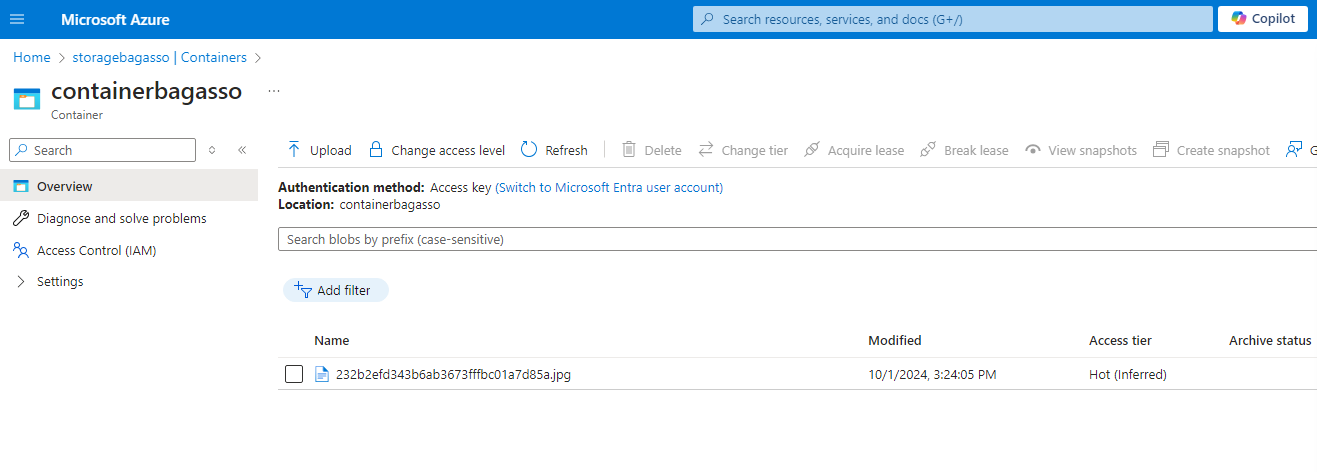 Microsoft Azure
Search resources, services, and docs (G+/)
Copilot
Home > storagebagasso | Containers >
containerbagasso ...
Container
Search
Overview
Diagnose and solve problems
Access Control (IAM)
Settings
Upload Change access level Refresh Delete Change tier Acquire lease Break lease View snapshots Create snapshot G
Authentication method: Access key (Switch to Microsoft Entra user account)
Location: containerbagasso
Search blobs by prefix (case-sensitive)
Add filter
Name Modified Access tier Archive status
232b2efd343b6ab3673fffbc01a7d85a.jpg 10/1/2024, 3:24:05 PM Hot (Inferred)